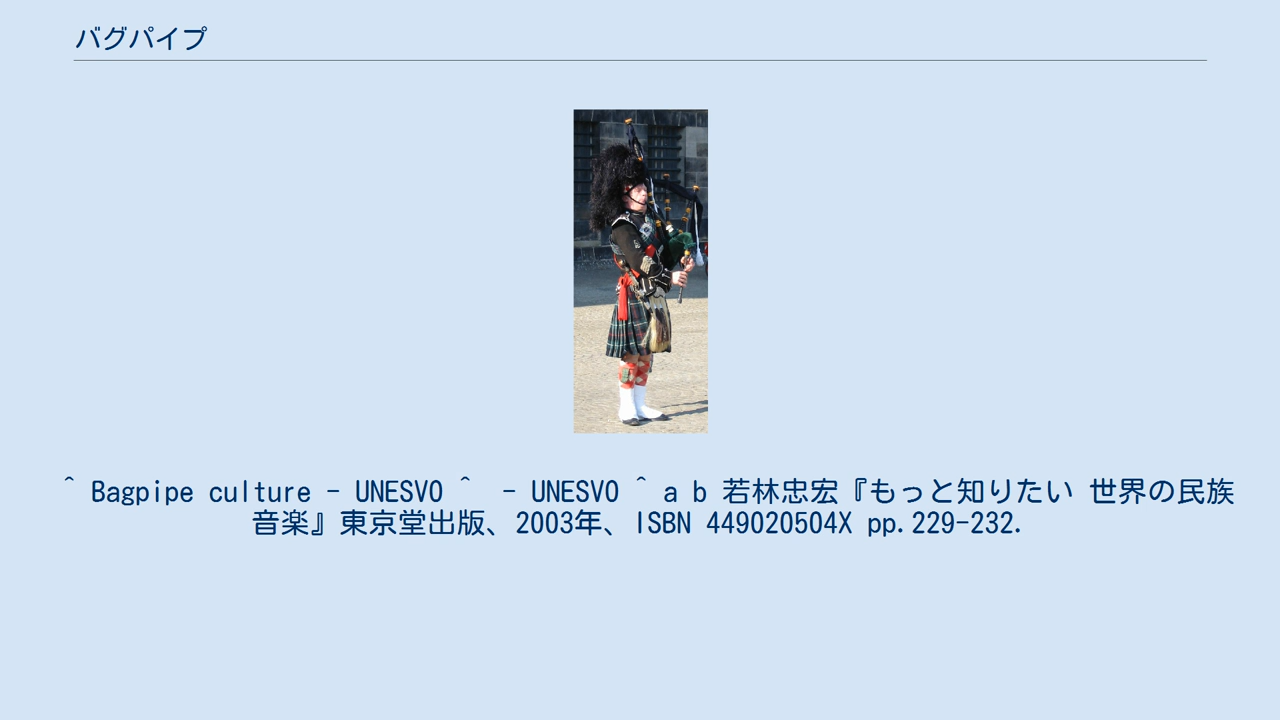 バグパイプ
^ Bagpipe culture - UNESVO ^ - UNESVO ^ a b 若林忠宏『もっと知りたい 世界の民族
音楽』東京堂出版、2003年、ISBN 449020504X pp.229-232.